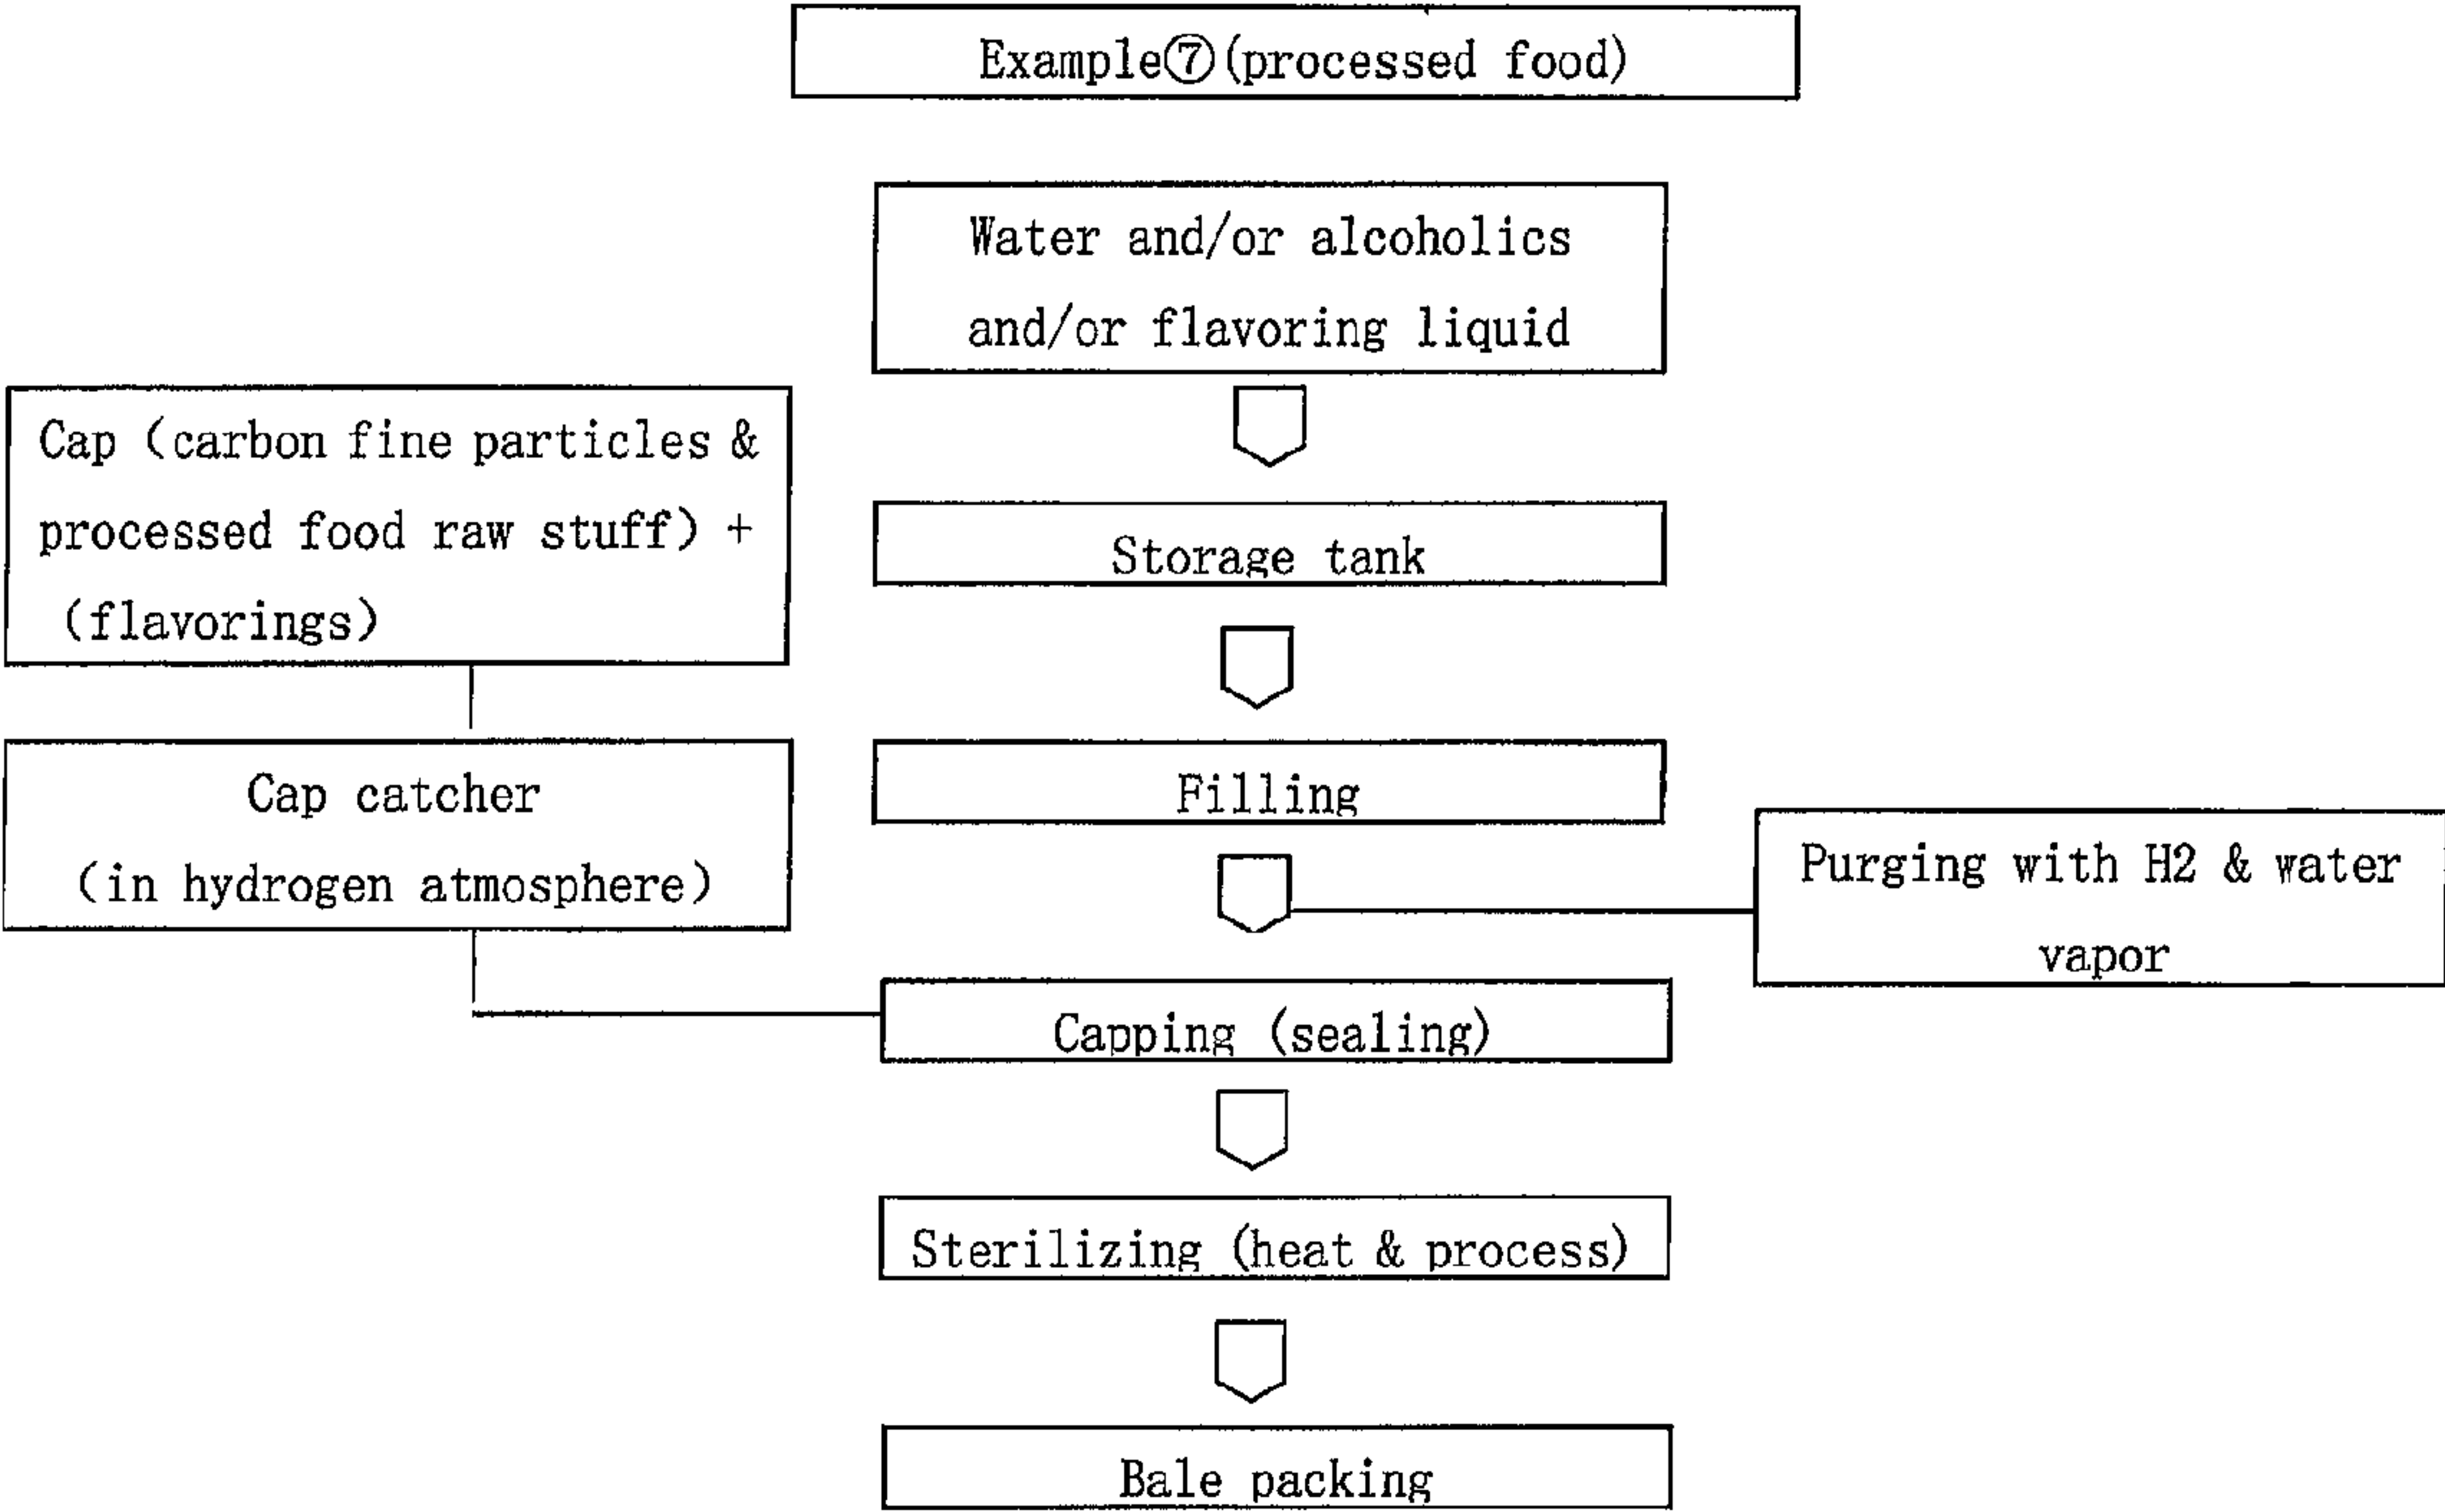 Example⑦(processed food)
Water and/or alcoholics
and/or flavoring liquid
Cap (carbon fine particles &
processed food raw stuff) +
(flavorings)
Storage tank
Cap catcher
(in hydrogen atmosphere)
Filling
Purging with H2 & water
vapor
Capping (sealing)
Sterilizing (heat & process)
Bale packing